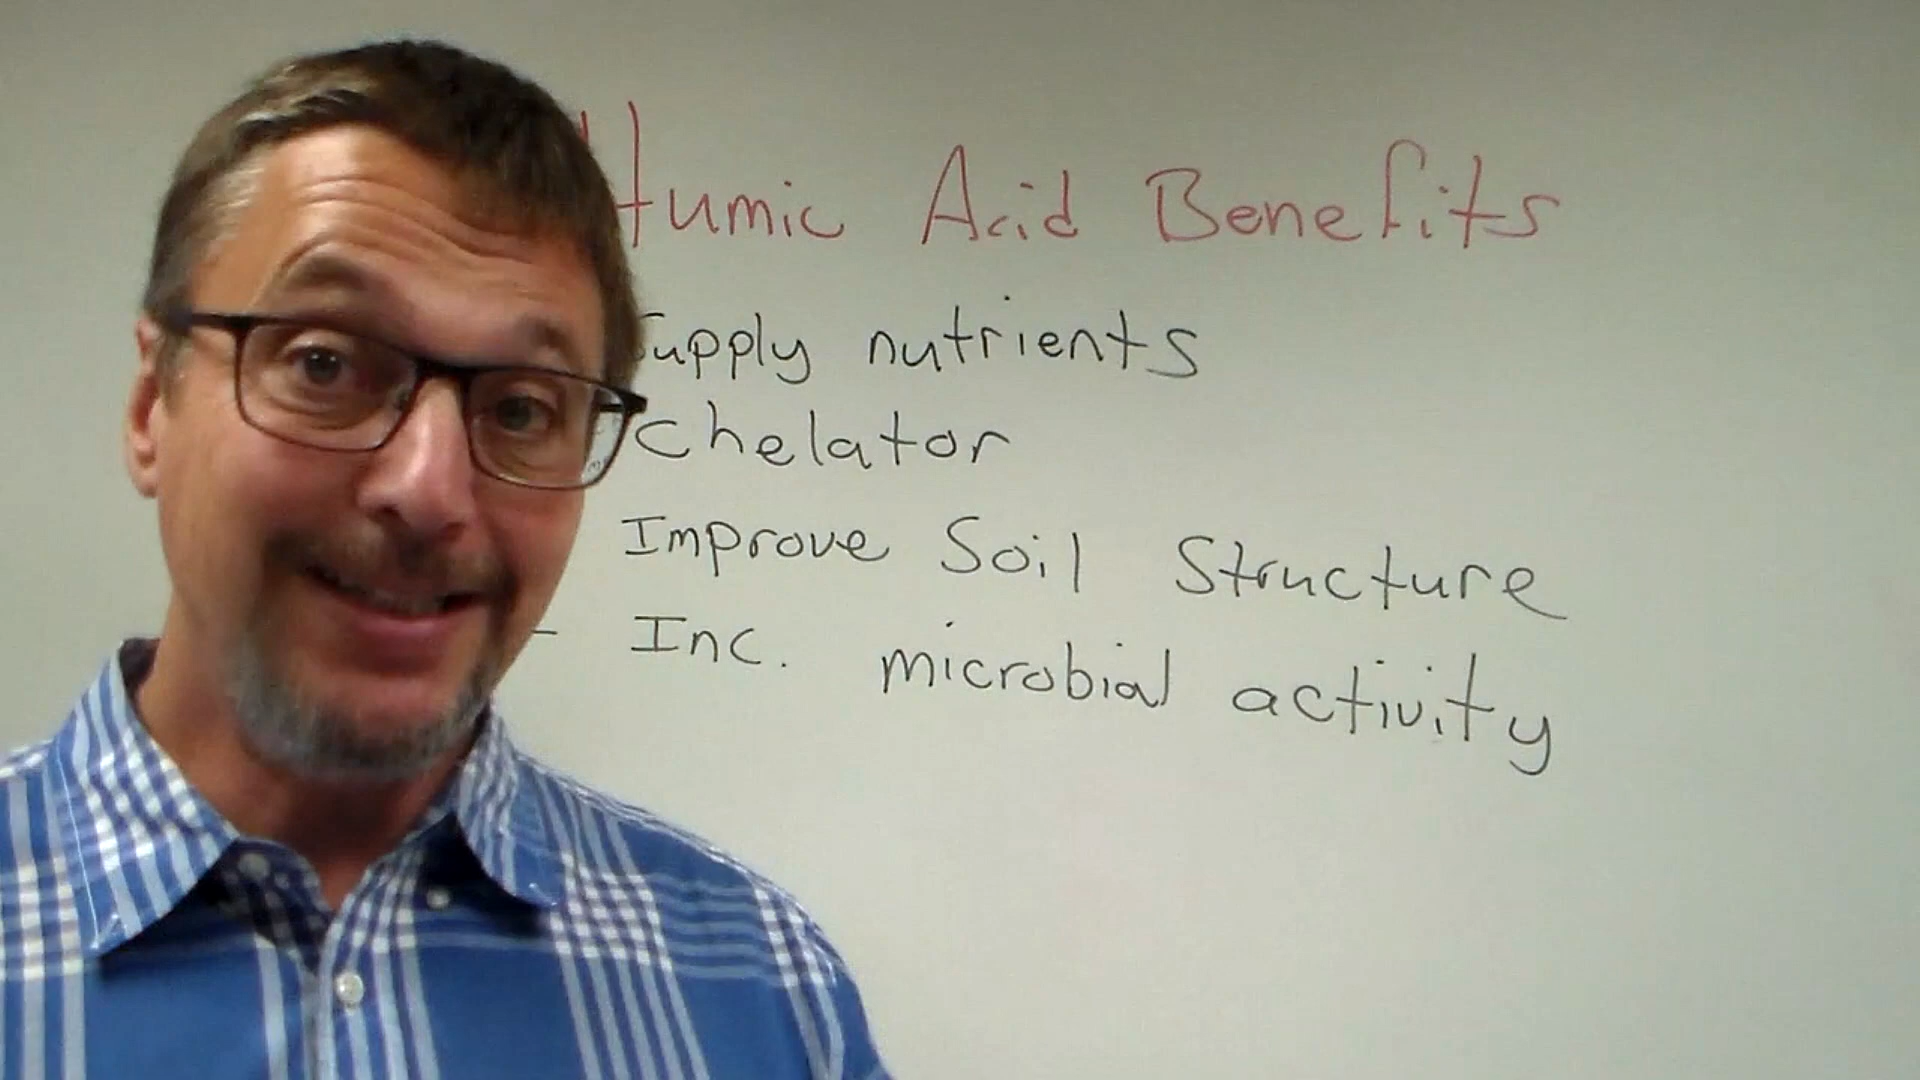 Humic Acid Benefits
Supply nutrients
Chelator
Improve Soil Structure
- Inc. microbial activity